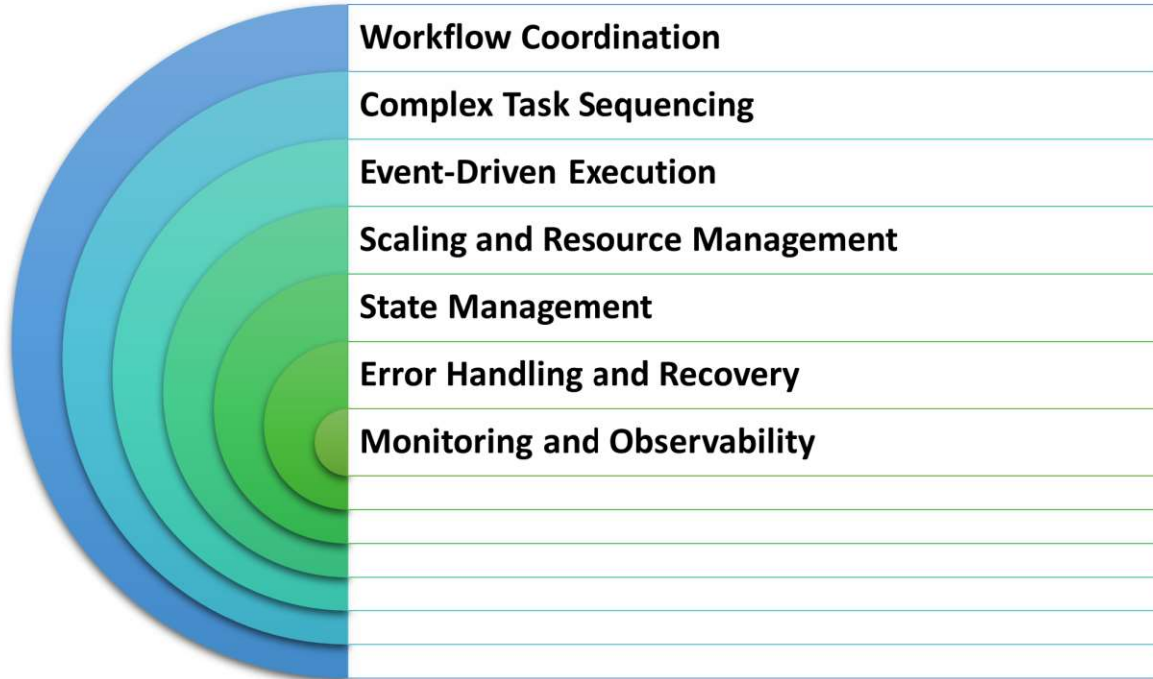 Workflow Coordination
Complex Task Sequencing
Event-Driven Execution
Scaling and Resource Management
State Management
Error Handling and Recovery
Monitoring and Observability